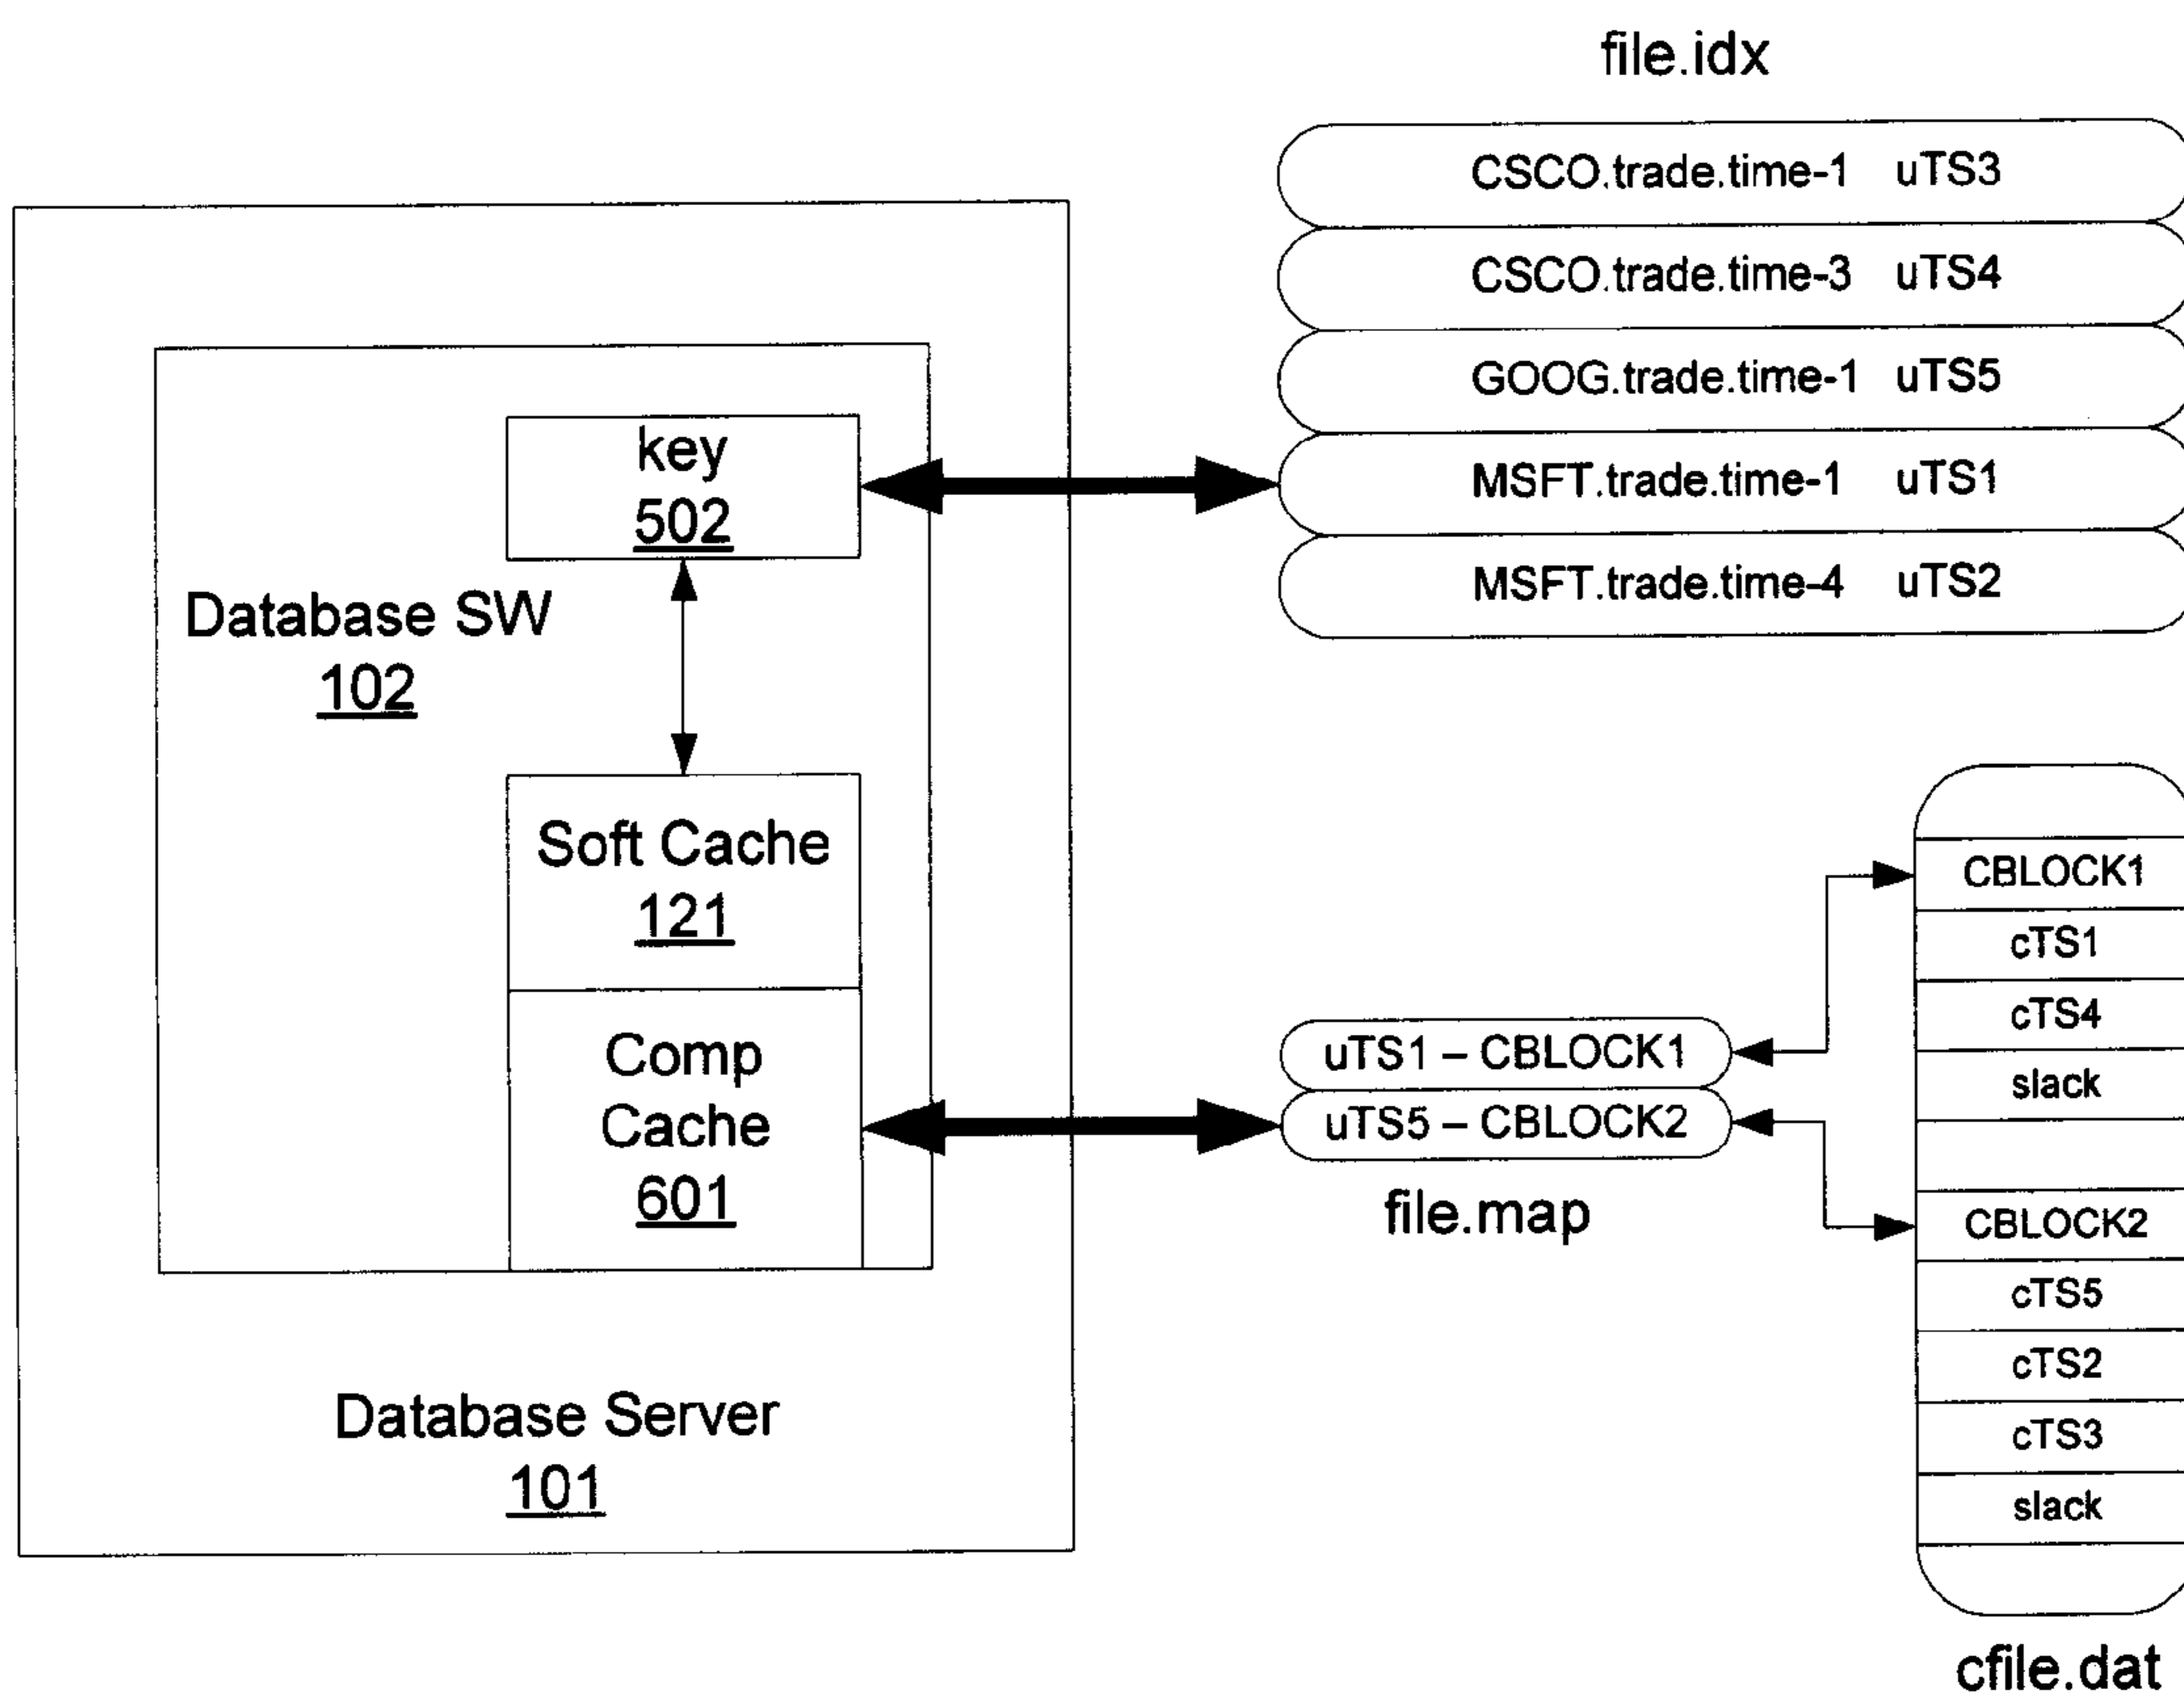 file.idx
CSCO.trade.time-1 uTS3
CSCO.trade.time-3 uTS4
GOOG.trade.time-1 uTS5
MSFT.trade.time-1 uTS1
MSFT.trade.time-4 uTS2
key
502
Database SW
102
Soft Cache
121
Comp
Cache
601
Database Server
101
uTS1 – CBLOCK1
uTS5 – CBLOCK2
file.map
CBLOCK1
cTS1
cTS4
slack
CBLOCK2
cTS5
cTS2
cTS3
slack
cfile.dat